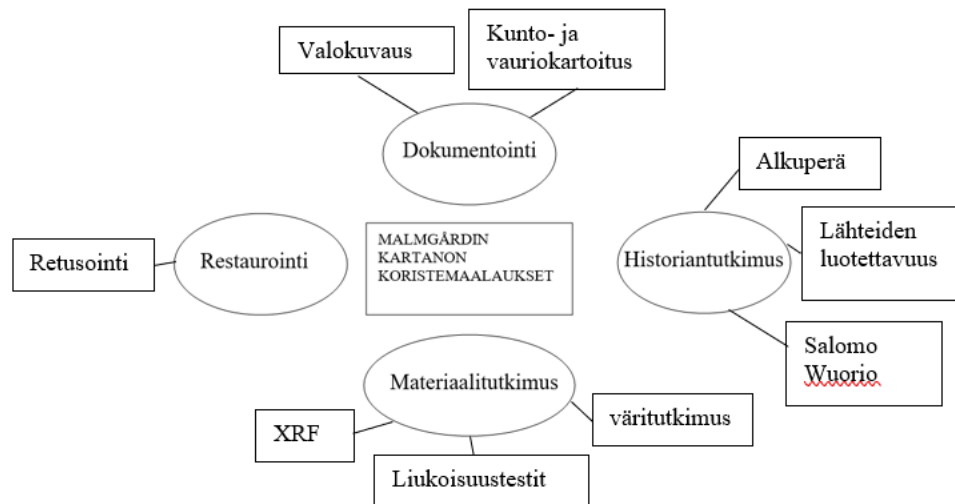 Valokuvaus
Kunto- ja
vauriokartoitus
Dokumentointi
Alkuperä
Lähteiden
luotettavuus
Historiantutkimus
Salomo
Wuorio
MALMGÅRDIN
KARTANON
KORISTEMAALAUKSET
Retusointi
Restaurointi
Materiaalitutkimus
XRF
Liukoisuustestit
väritutkimus